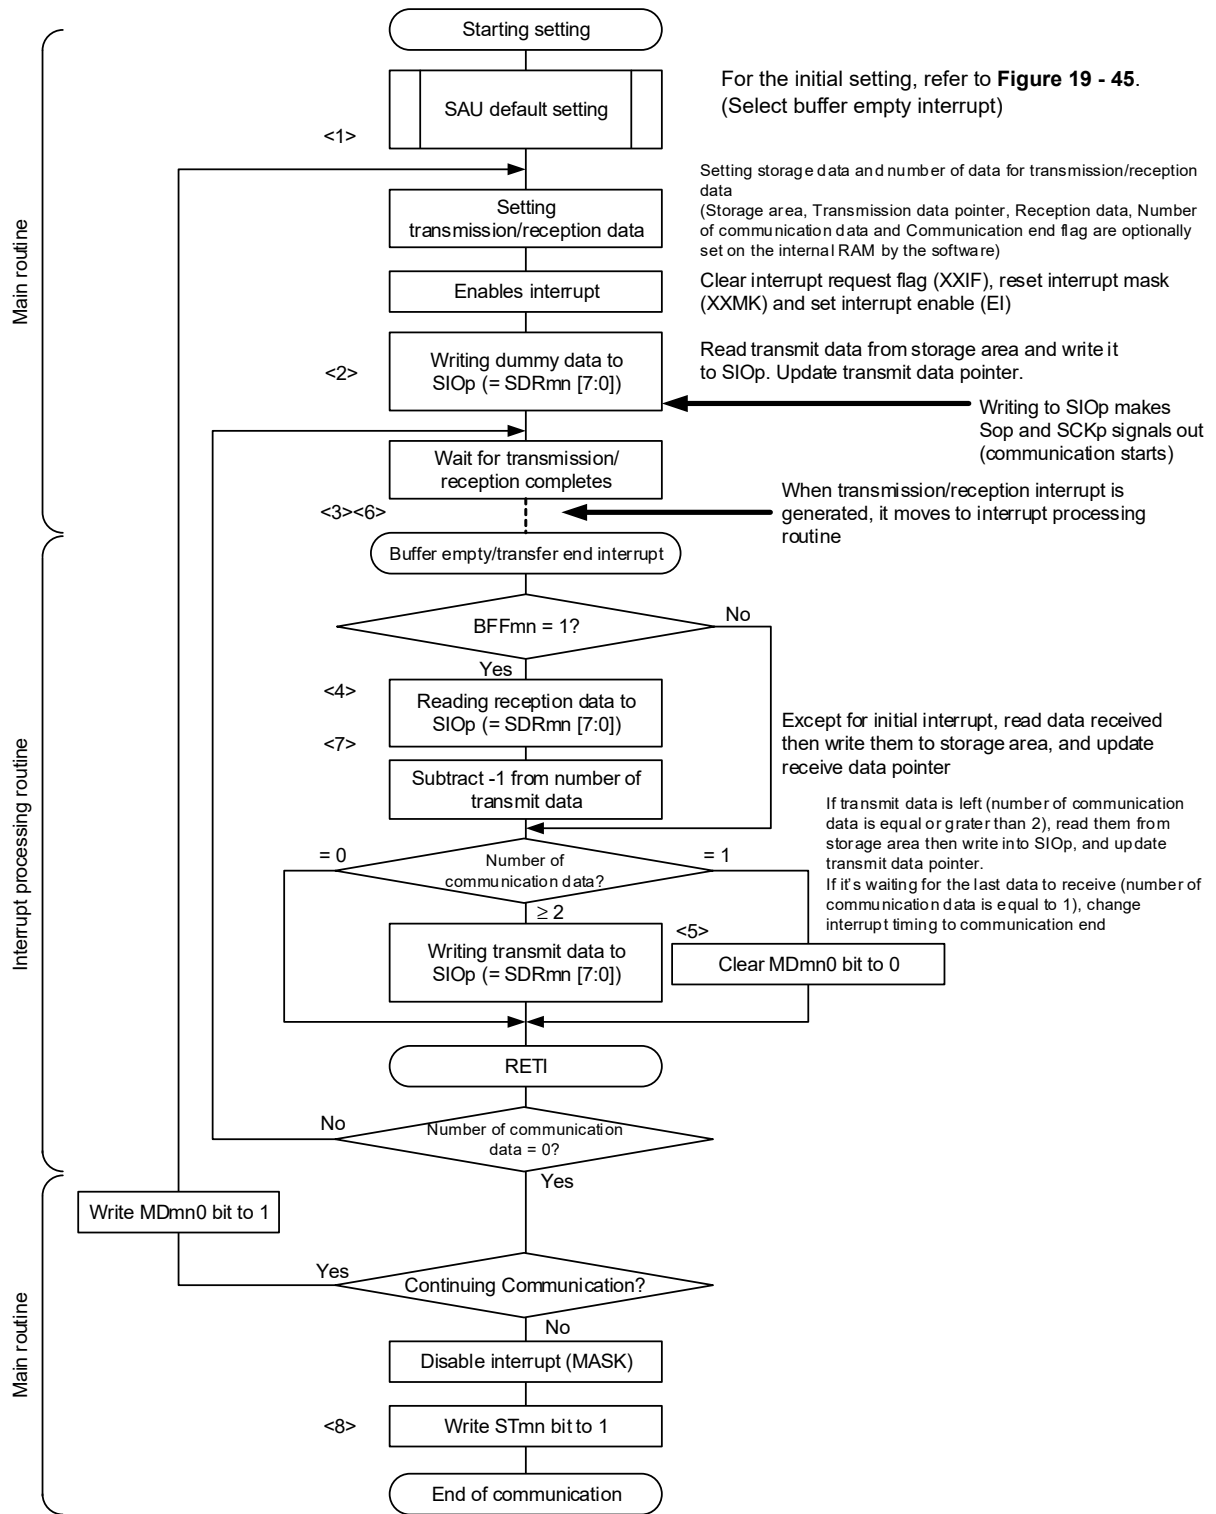 Starting setting
SAU default setting
For the initial setting, refer to Figure 19 - 45.
(Select buffer empty interrupt)
<1>
Setting
transmission/reception data
Setting storage data and number of data for transmission/reception
data
(Storage area, Transmission data pointer, Reception data, Number
of communication data and Communication end flag are optionally
set on the internal RAM by the software)
Enables interrupt
Clear interrupt request flag (XXIF), reset interrupt mask
(XXMK) and set interrupt enable (EI)
<2>
Writing dummy data to
SIOp (= SDRmn [7:0])
Read transmit data from storage area and write it
to SIOp. Update transmit data pointer.
Writing to SIOp makes
Sop and SCKp signals out
(communication starts)
Wait for transmission/
reception completes
Main routine
<3><6>
When transmission/reception interrupt is
generated, it moves to interrupt processing
routine
Buffer empty/transfer end interrupt
BFFmn = 1?
No
Yes
<4>
Reading reception data to
SIOp (= SDRmn [7:0])
<7>
Except for initial interrupt, read data received
then write them to storage area, and update
receive data pointer
Subtract -1 from number of
transmit data
= 0
Number of
communication data?
= 1
≥ 2
If transmit data is left (number of communication
data is equal or grater than 2), read them from
storage area then write into SIOp, and update
transmit data pointer.
If it's waiting for the last data to receive (number of
communication data is equal to 1), change
interrupt timing to communication end
Writing transmit data to
SIOp (= SDRmn [7:0])
<5>
Clear MDmn0 bit to 0
Interrupt processing routine
RETI
No
Number of communication
data = 0?
Yes
Write MDmn0 bit to 1
Yes
Continuing Communication?
No
Disable interrupt (MASK)
Main routine
<8>
Write STmn bit to 1
End of communication